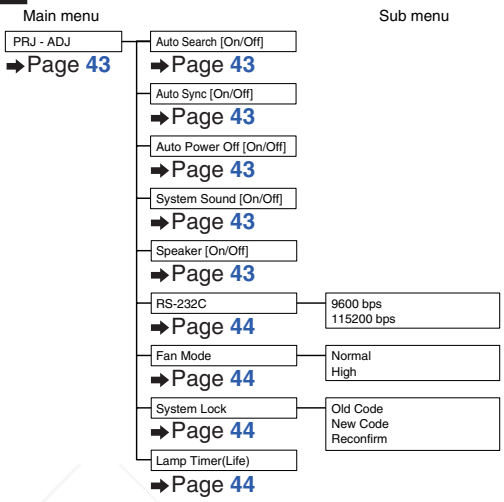 Main menu
Sub menu
PRJ - ADJ
➡Page 43
Auto Search [On/Off]
➡Page 43
Auto Sync [On/Off]
➡Page 43
Auto Power Off [On/Off]
➡Page 43
System Sound [On/Off]
➡Page 43
Speaker [On/Off]
➡Page 43
RS-232C
➡Page 44
9600 bps
115200 bps
Fan Mode
➡Page 44
Normal
High
System Lock
➡Page 44
Old Code
New Code
Reconfirm
Lamp Timer(Life)
➡Page 44